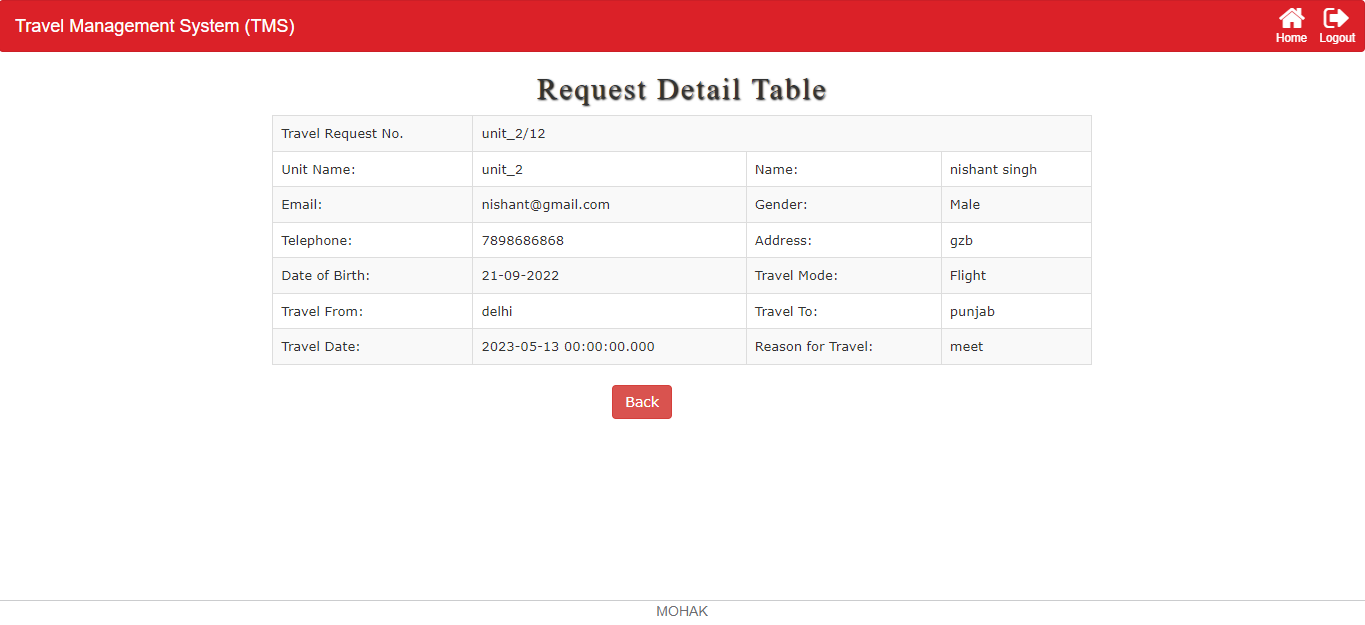 Travel Management System (TMS)
Home Logout
Request Detail Table
Travel Request No. unit_2/12
Unit Name: unit_2 Name: nishant singh
Email: nishant@gmail.com Gender: Male
Telephone: 7898686868 Address: gzb
Date of Birth: 21-09-2022 Travel Mode: Flight
Travel From: delhi Travel To: punjab
Travel Date: 2023-05-13 00:00:00.000 Reason for Travel: meet
Back
MOHAK